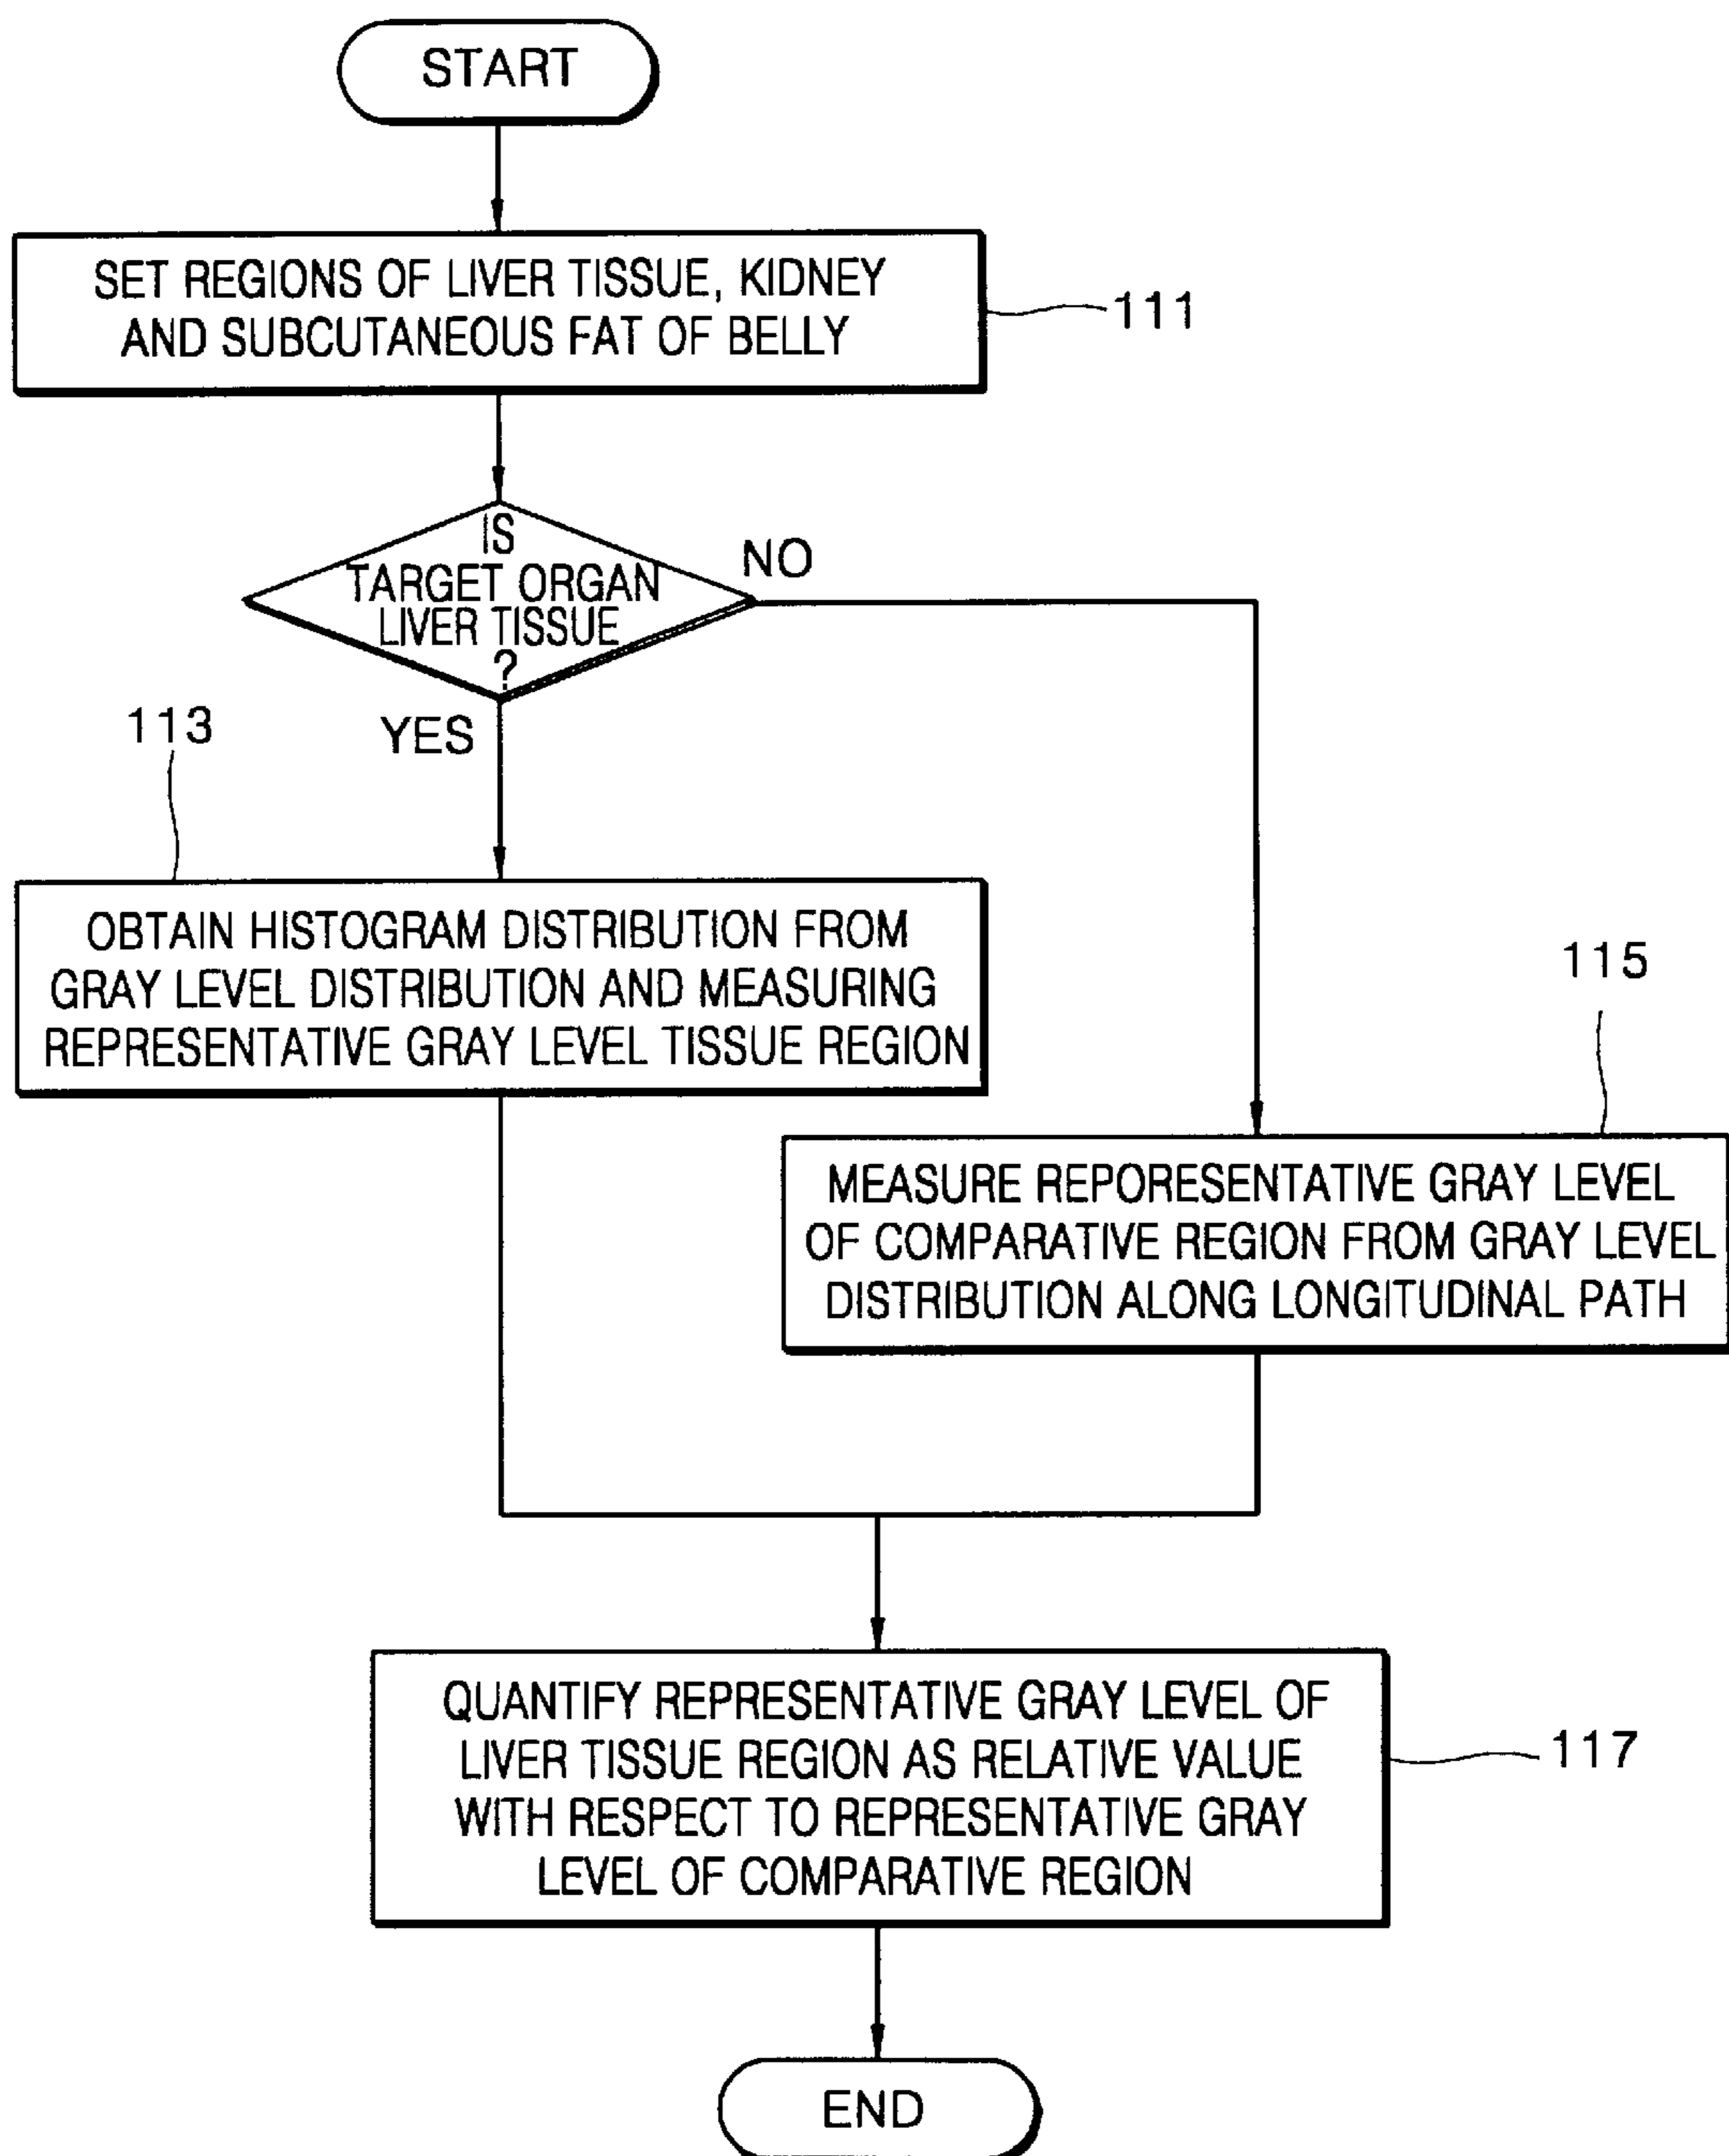 START
SET REGIONS OF LIVER TISSUE, KIDNEY
AND SUBCUTANEOUS FAT OF BELLY
111
IS
TARGET ORGAN
LIVER TISSUE
?
NO
YES
113
OBTAIN HISTOGRAM DISTRIBUTION FROM
GRAY LEVEL DISTRIBUTION AND MEASURING
REPRESENTATIVE GRAY LEVEL TISSUE REGION
115
MEASURE REPORESENTATIVE GRAY LEVEL
OF COMPARATIVE REGION FROM GRAY LEVEL
DISTRIBUTION ALONG LONGITUDINAL PATH
QUANTIFY REPRESENTATIVE GRAY LEVEL OF
LIVER TISSUE REGION AS RELATIVE VALUE
WITH RESPECT TO REPRESENTATIVE GRAY
LEVEL OF COMPARATIVE REGION
117
END